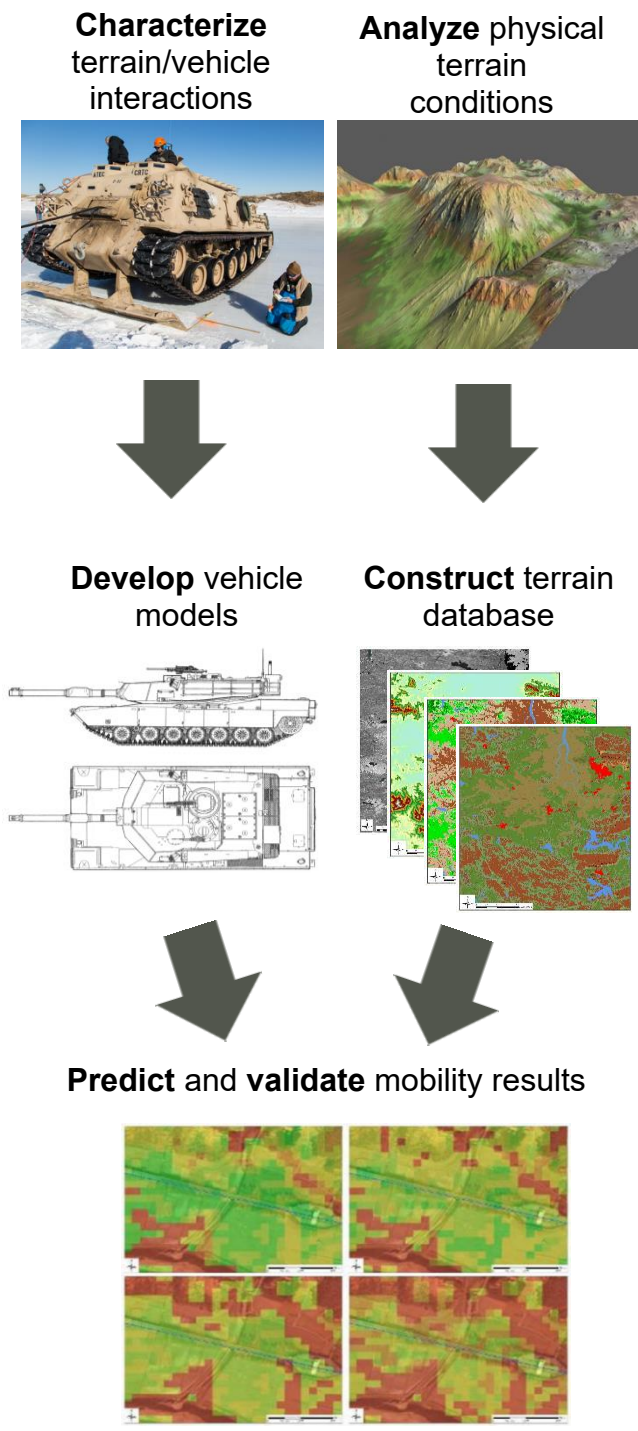 Characterize
terrain/vehicle
interactions
Analyze physical
terrain
conditions
Develop vehicle
models
Construct terrain
database
Predict and validate mobility results